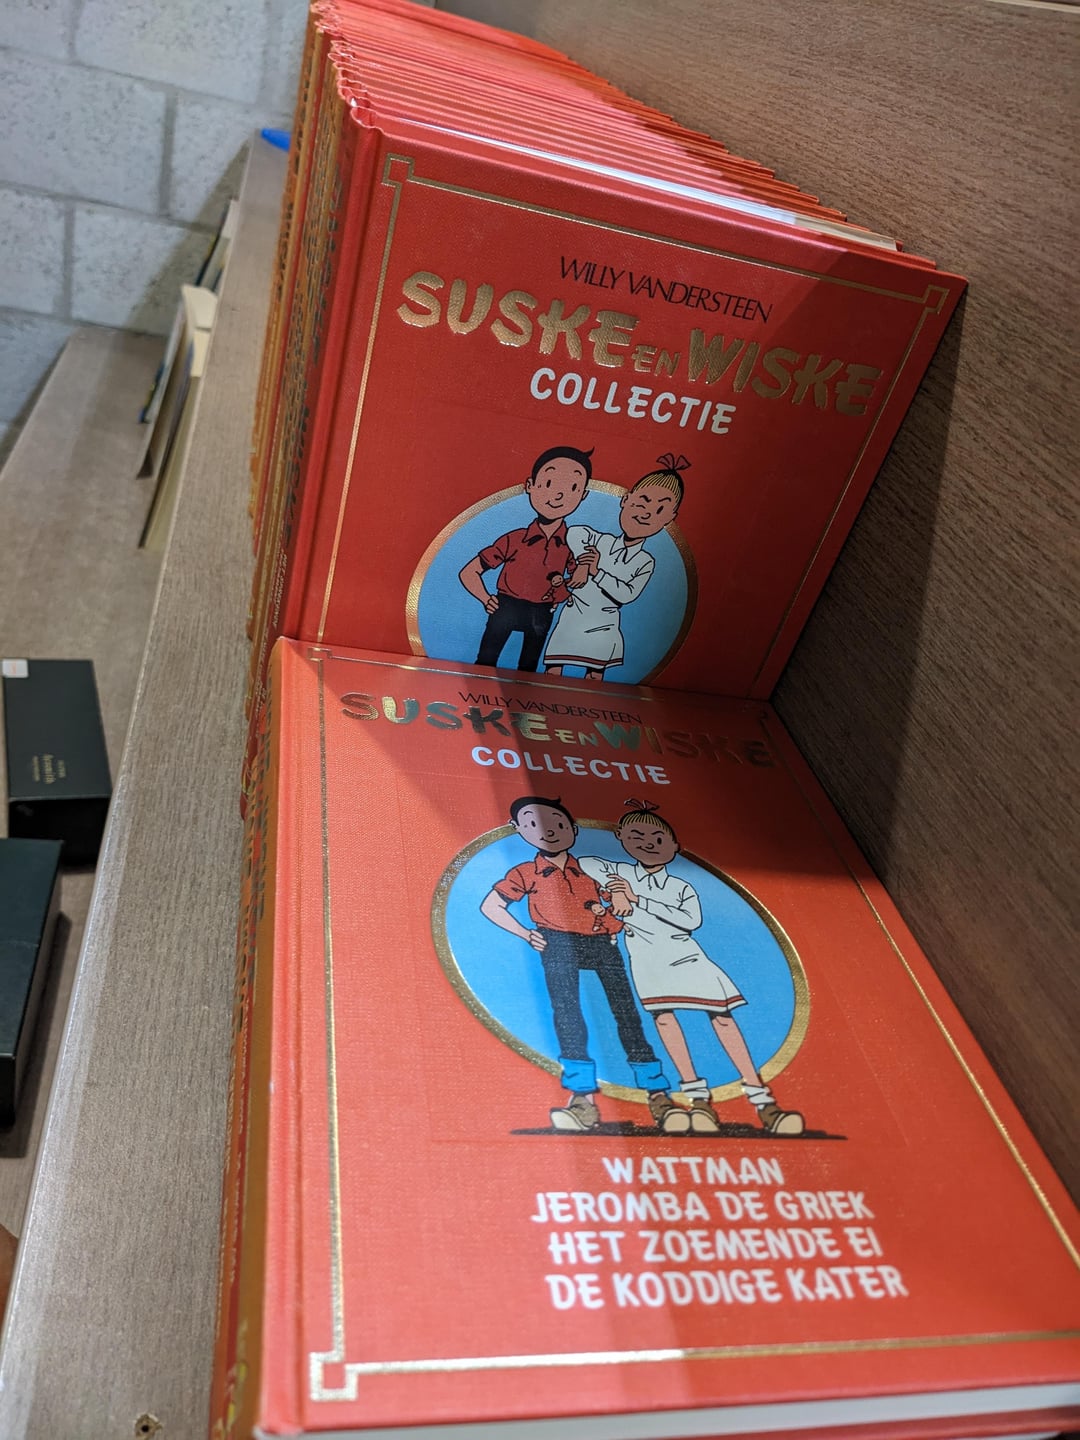 WILLY VANDERSTEEN
SUSKE EN WISKE
COLLECTIE
WILLY VANDERSTEEN
SUSKE EN WISKE
COLLECTIE
WATTMAN
JEROMBA DE GRIEK
HET ZOEMENDE EI
DE KODDIGE KATER